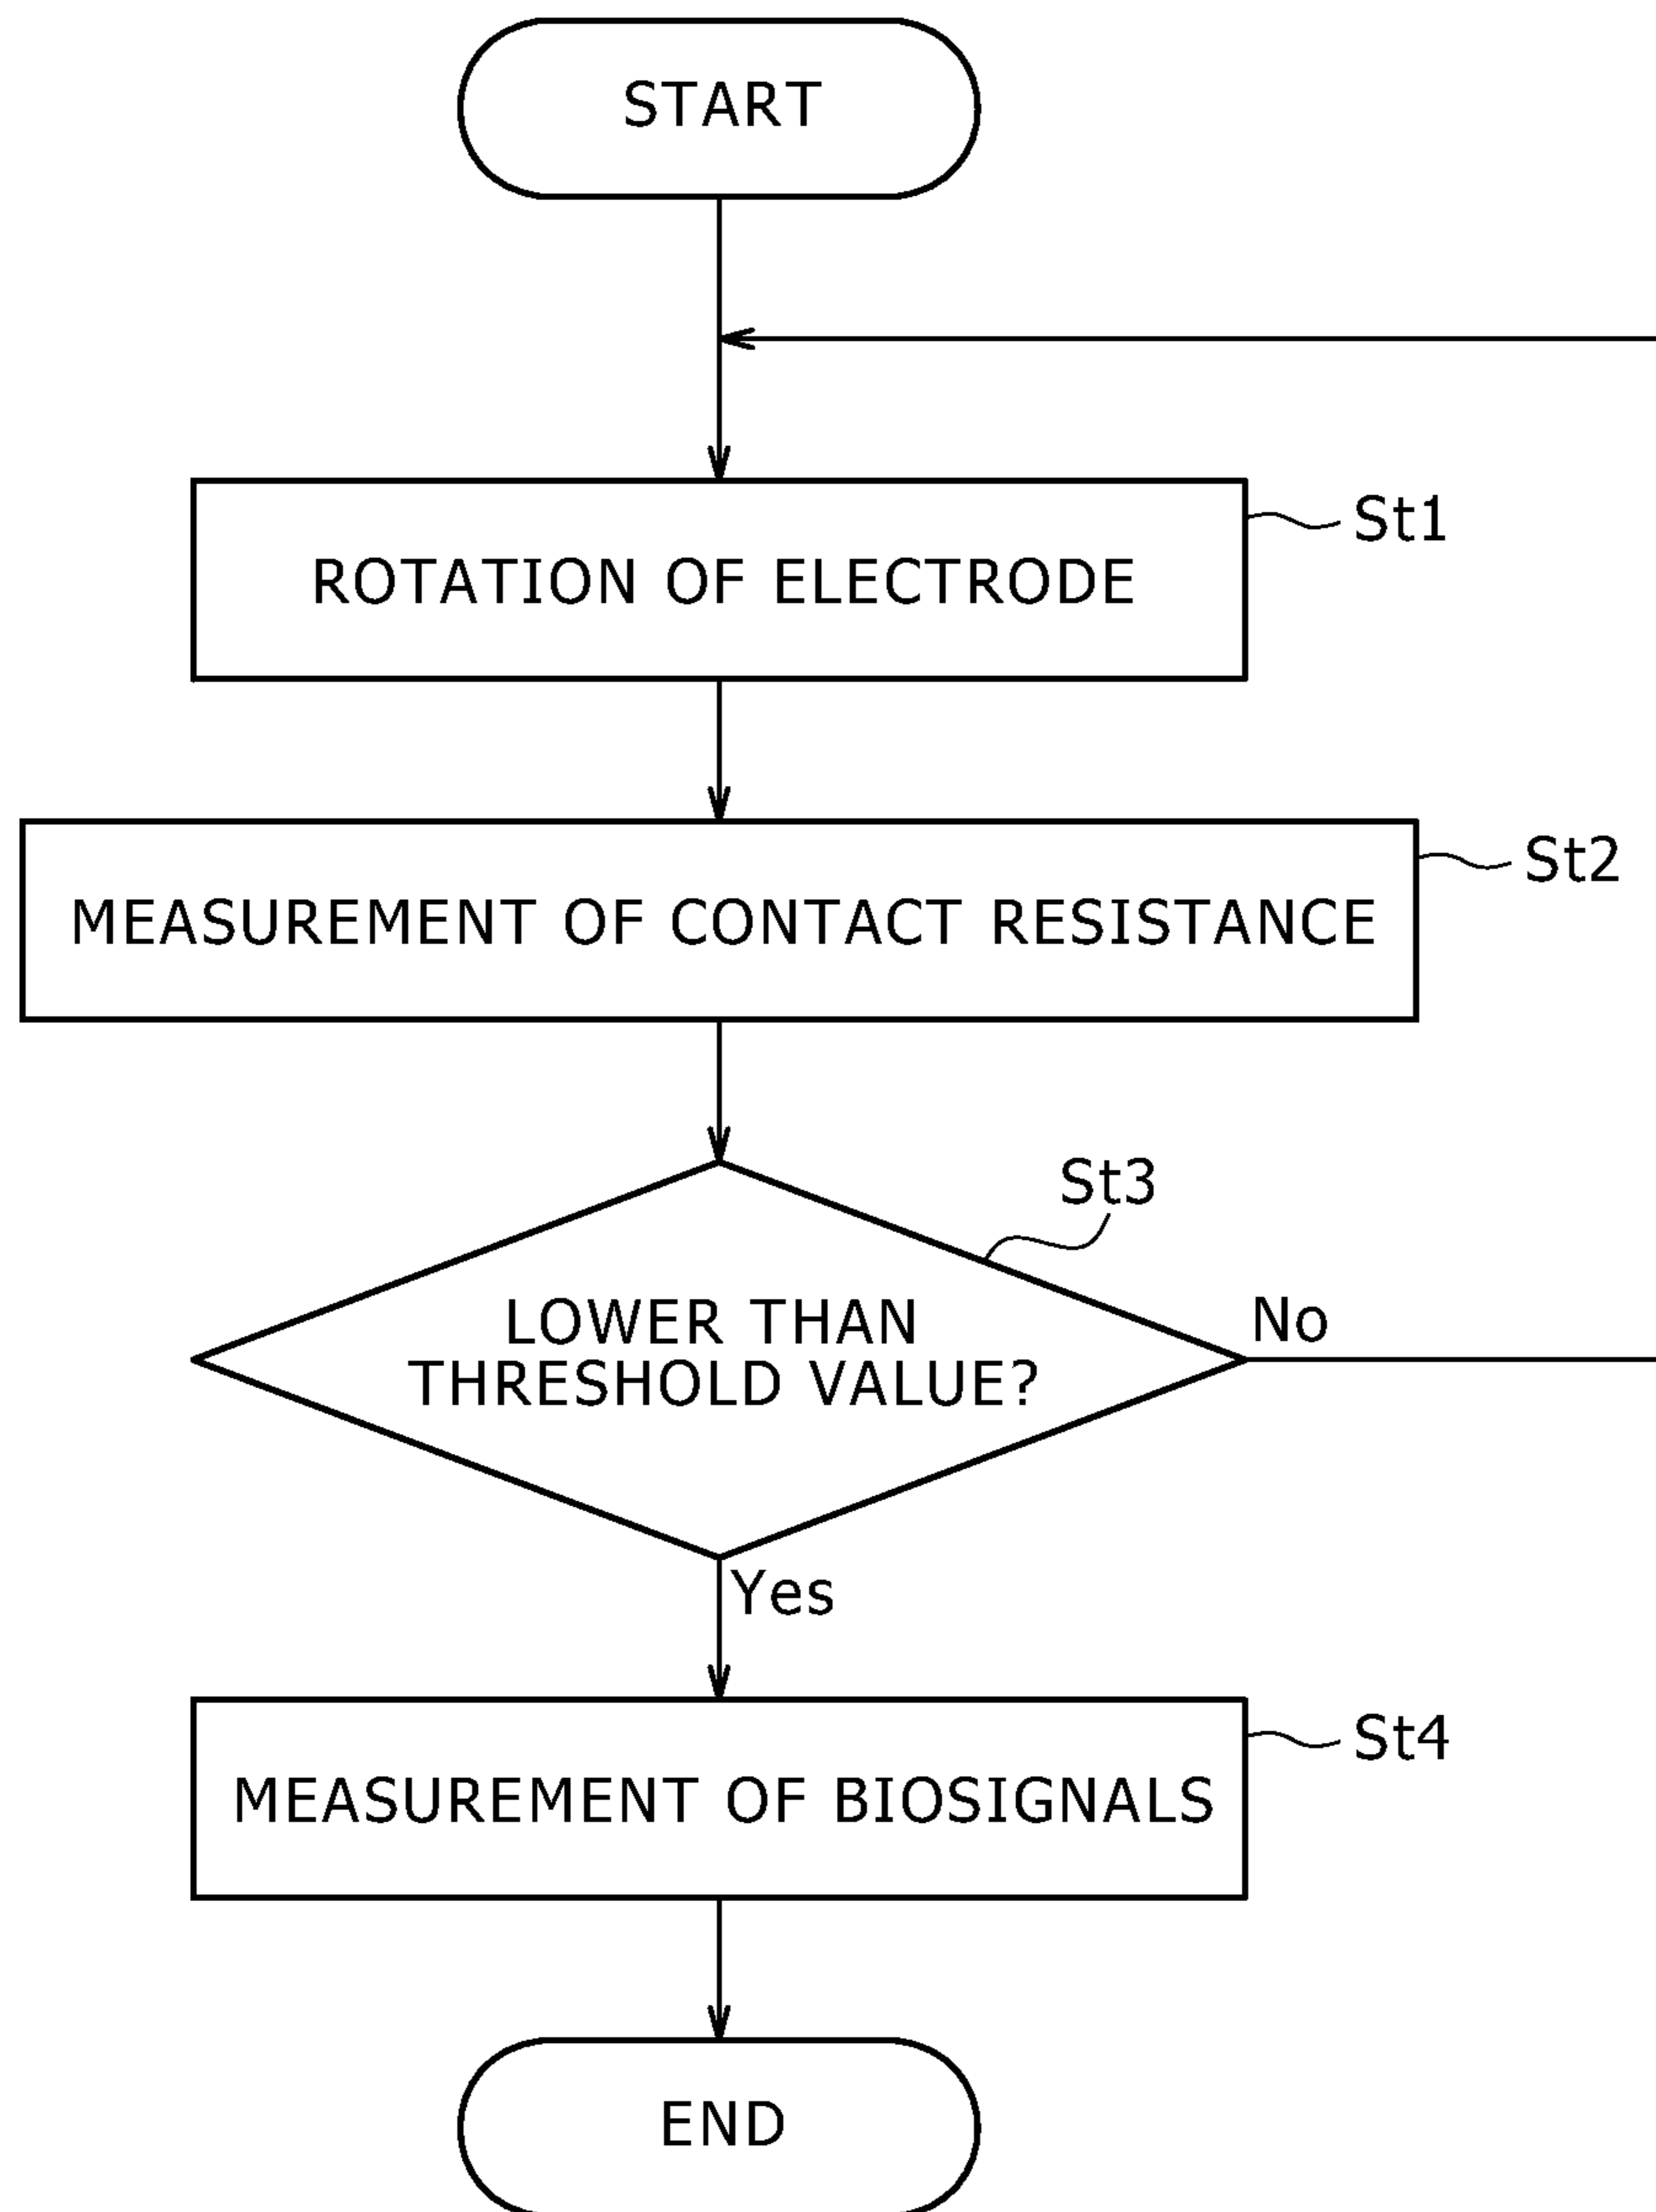 START
ROTATION OF ELECTRODE
St1
MEASUREMENT OF CONTACT RESISTANCE
St2
St3
LOWER THAN
THRESHOLD VALUE?
No
Yes
MEASUREMENT OF BIOSIGNALS
St4
END